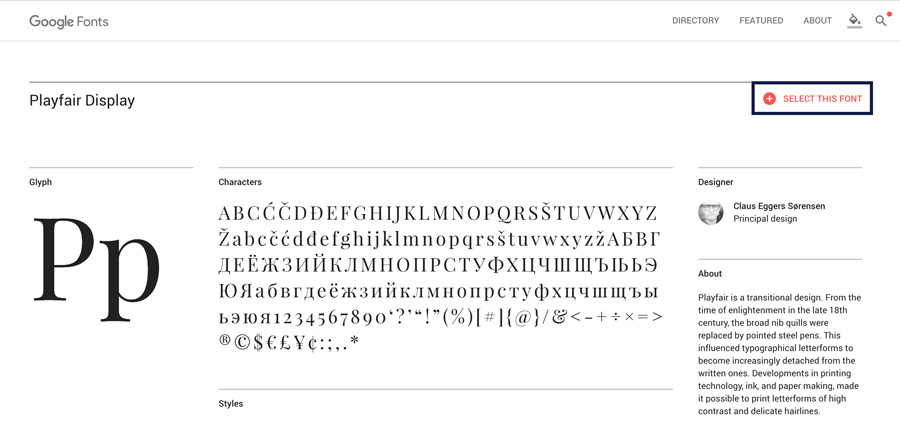 Google Fonts
DIRECTORY FEATURED ABOUT
Playfair Display
SELECT THIS FONT
Glyph
Pp
Characters
ABCĆČDĐEFGHIJKLMNOPQRSŠTUVWXYZ
ŽabcčćdđefghijklmnopqrsštuvwxyzžАБВГ
ДЕЁЖЗИЙКЛМНОПРСТУФХЦЧШЩЪЫЬЭ
ЮЯабвгдеёжзийклмнопрстуфхцчшщъы
ьэюя1234567890‘?’“!”(%)[#]{@}/&<-+÷×=>
®©$€£¥¢:;,.*
Styles
Designer
Claus Eggers Sørensen
Principal design
About
Playfair is a transitional design. From the
time of enlightenment in the late 18th
century, the broad nib quills were
replaced by pointed steel pens. This
influenced typographical letterforms to
become increasingly detached from the
written ones. Developments in printing
technology, ink, and paper making, made
it possible to print letterforms of high
contrast and delicate hairlines.